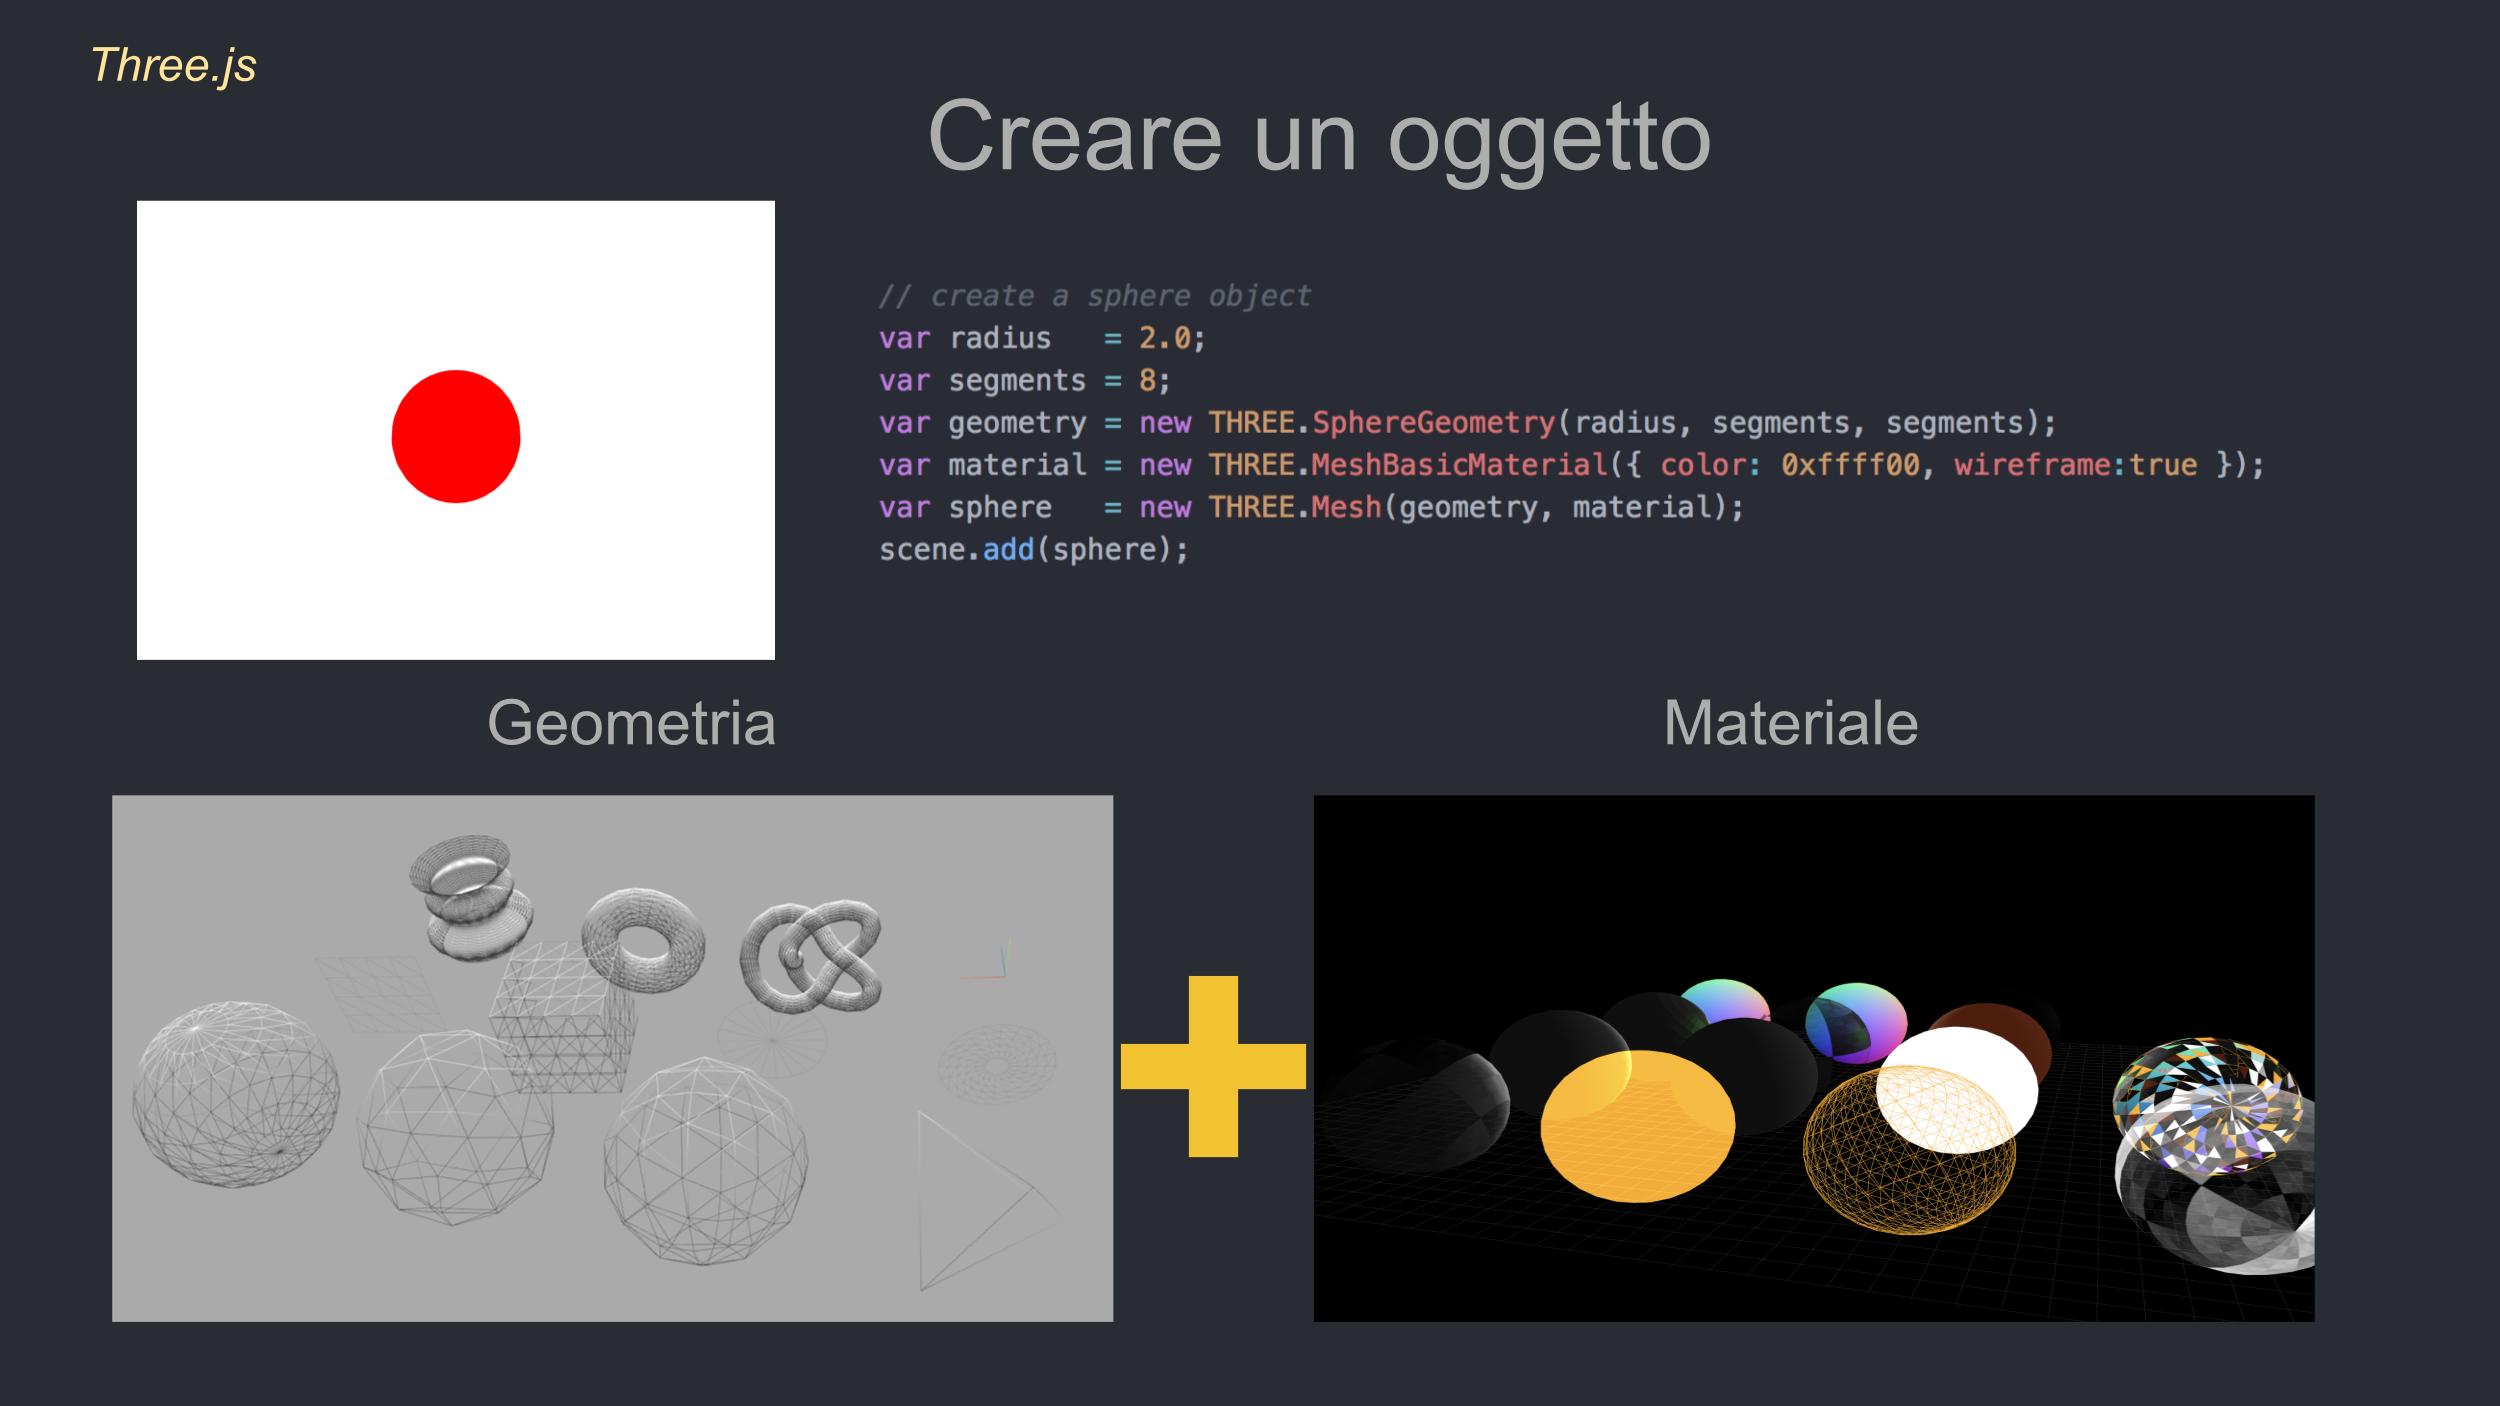 Three.js
Creare un oggetto
// create a sphere object
var radius   = 2.0;
var segments = 8;
var geometry = new THREE.SphereGeometry(radius, segments, segments);
var material = new THREE.MeshBasicMaterial({ color: 0xffff00, wireframe:true });
var sphere   = new THREE.Mesh(geometry, material);
scene.add(sphere);
Geometria
Materiale